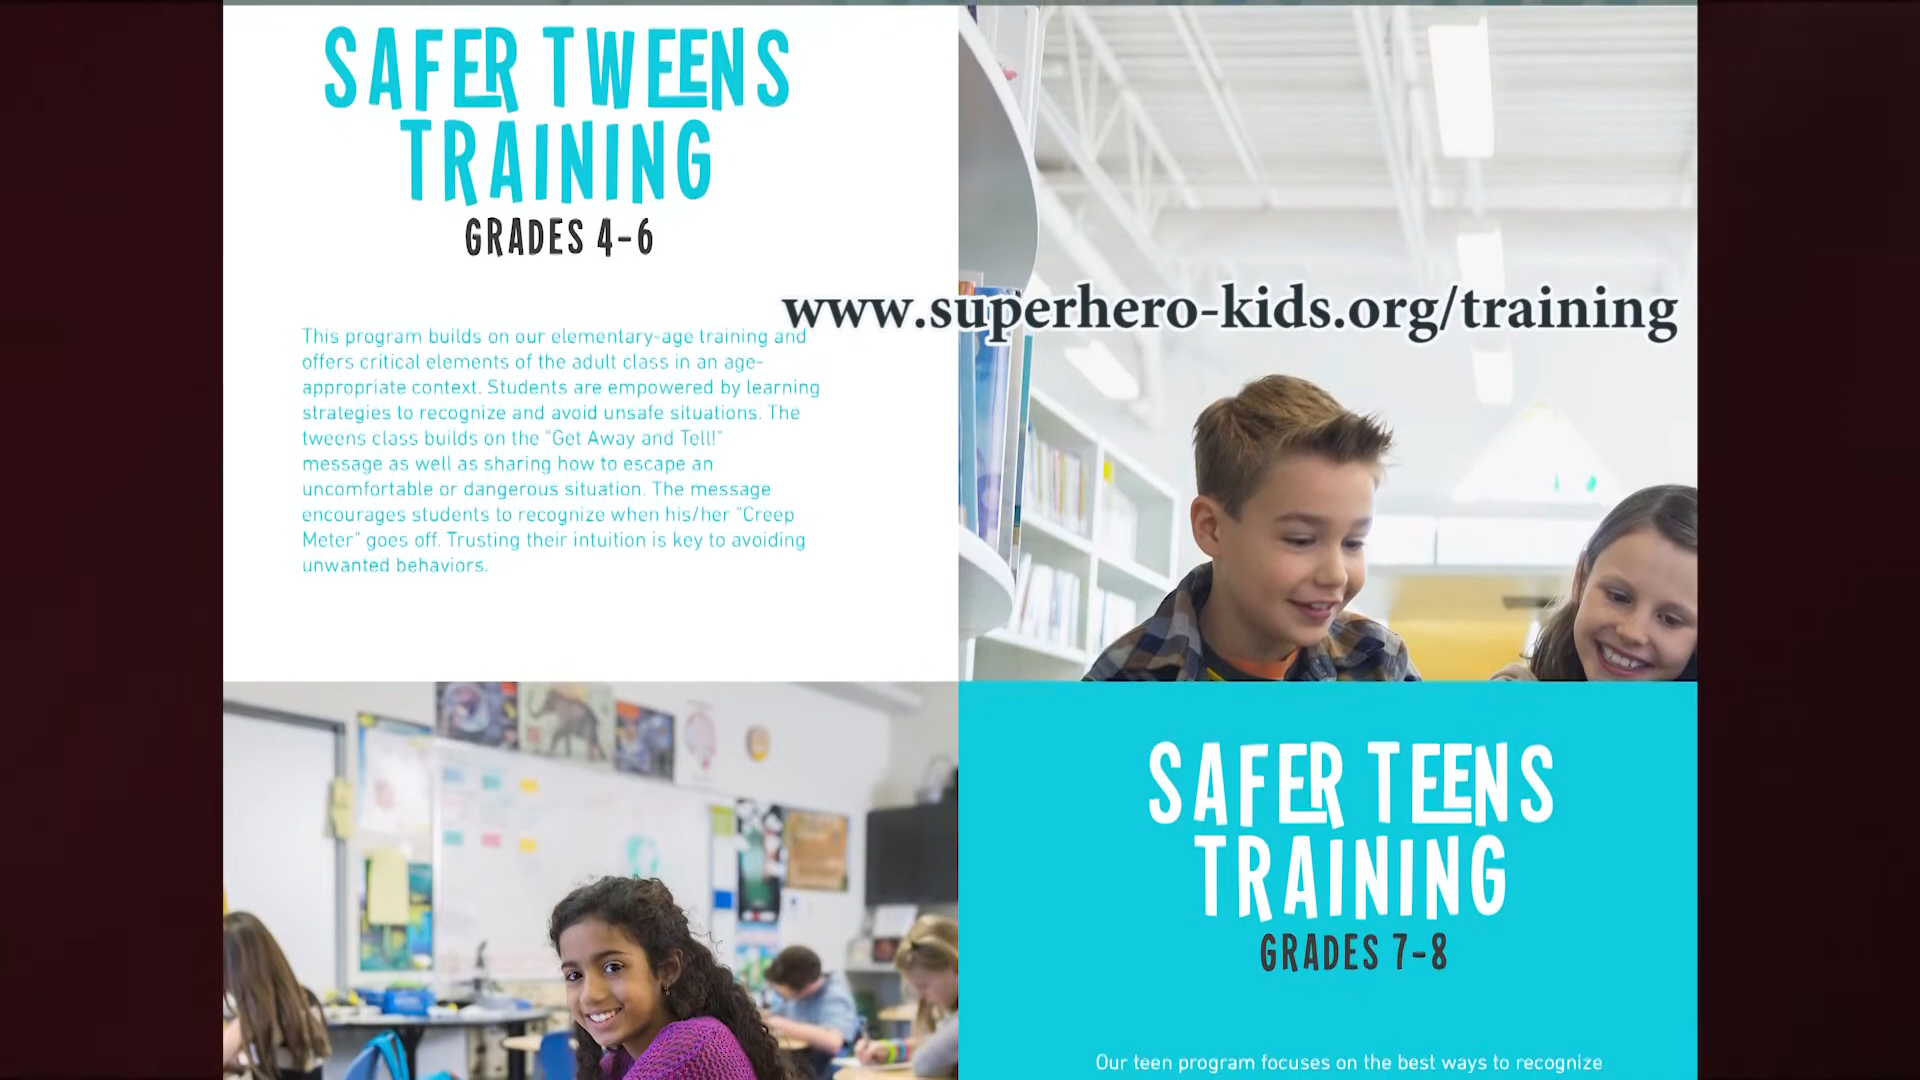 SAFER TWEENS
TRAINING
GRADES 4-6
www.superhero-kids.org/training
This program builds on our elementary-age training and
offers critical elements of the adult class in an age-
appropriate context. Students are empowered by learning
strategies to recognize and avoid unsafe situations. The
tweens class builds on the "Get Away and Tell!"
message as well as sharing how to escape an
uncomfortable or dangerous situation. The message
encourages students to recognize when his/her "Creep
Meter" goes off. Trusting their intuition is key to avoiding
unwanted behaviors.
SAFER TEENS
TRAINING
GRADES 7-8
Our teen program focuses on the best ways to recognize